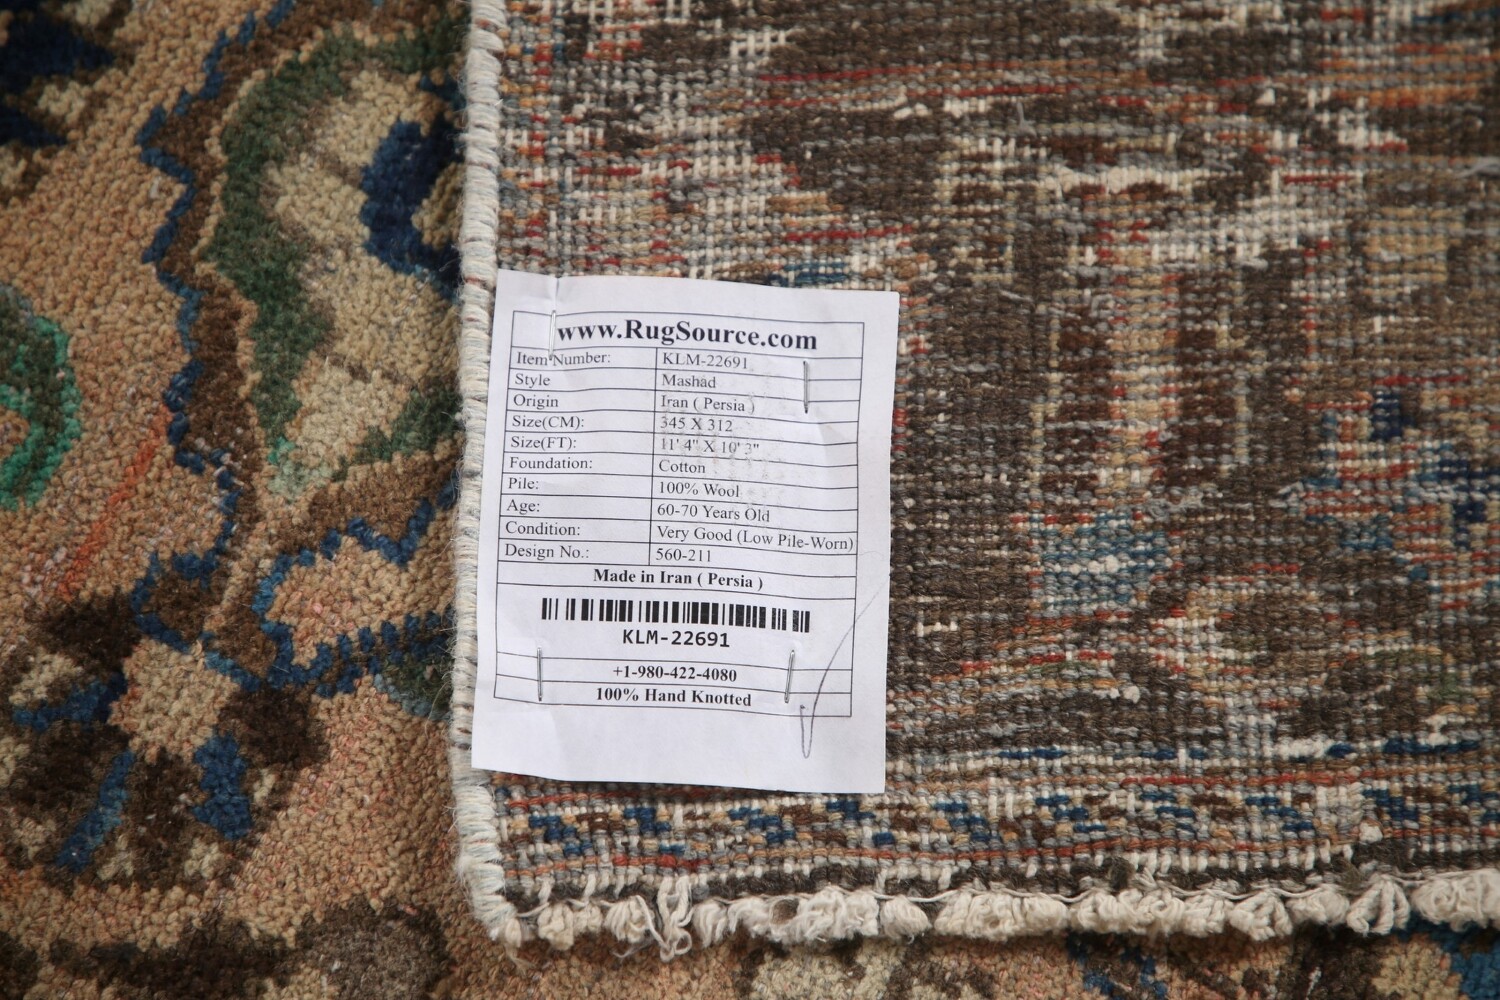 www.RugSource.com
Item Number: KLM-22691
Style Mashad
Origin Iran ( Persia )
Size(CM): 345 X 312
Size(FT): 11' 4" X 10' 3"
Foundation: Cotton
Pile: 100% Wool
Age: 60-70 Years Old
Condition: Very Good (Low Pile-Worn)
Design No.: 560-211
Made in Iran ( Persia )
KLM-22691
+1-980-422-4080
100% Hand Knotted